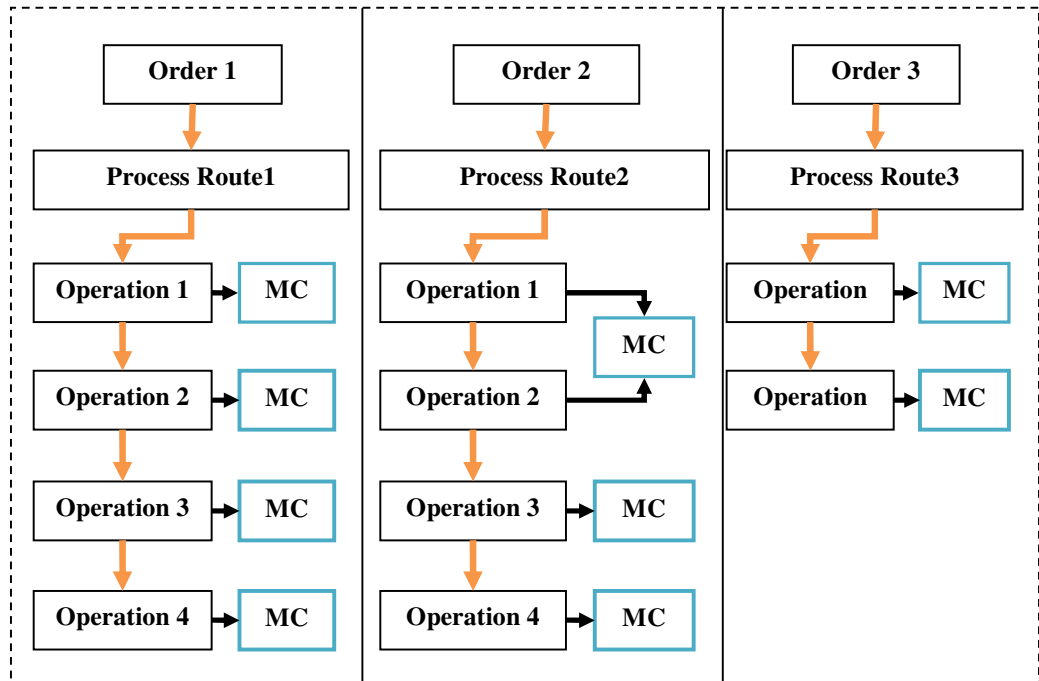 Order 1
Process Route1
Operation 1
MC
Operation 2
MC
Operation 3
MC
Operation 4
MC
Order 2
Process Route2
Operation 1
MC
Operation 2
Operation 3
MC
Operation 4
MC
Order 3
Process Route3
Operation
MC
Operation
MC